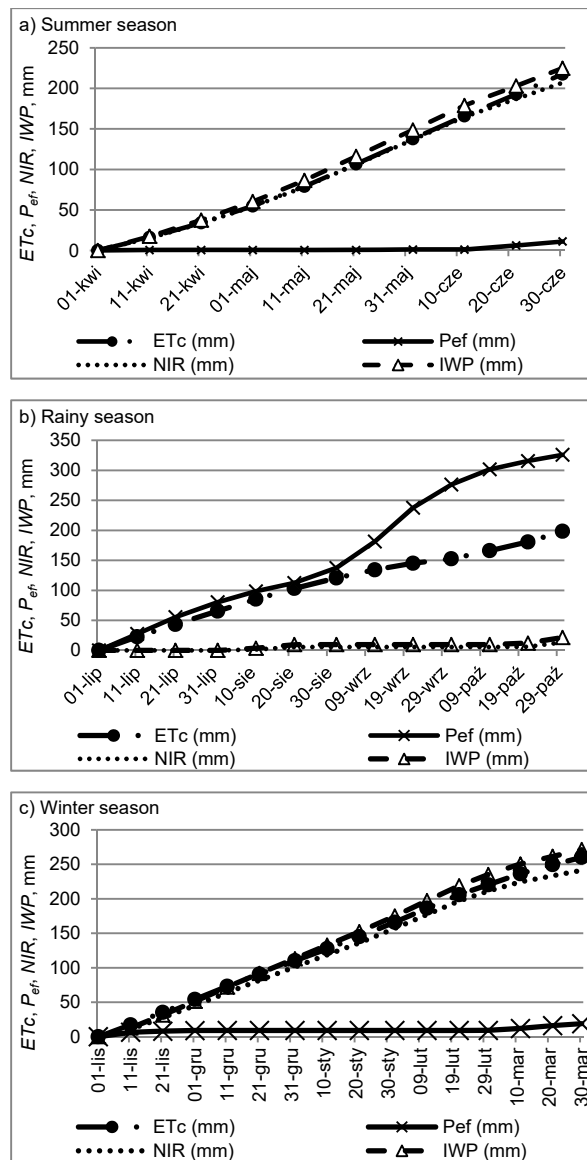 a) Summer season
ETc, Pef, NIR, IWP, mm
250
200
150
100
50
0
01-kwi
11-kwi
21-kwi
01-maj
11-maj
21-maj
31-maj
10-cze
20-cze
30-cze
ETc (mm)
Pef (mm)
NIR (mm)
IWP (mm)
b) Rainy season
ETc, Pef, NIR, IWP, mm
350
300
250
200
150
100
50
0
01-lip
11-lip
21-lip
31-lip
10-sie
20-sie
30-sie
09-wrz
19-wrz
29-wrz
09-paź
19-paź
29-paź
ETc (mm)
Pef (mm)
NIR (mm)
IWP (mm)
c) Winter season
ETc, Pef, NIR, IWP, mm
300
250
200
150
100
50
0
01-lis
11-lis
21-lis
01-gru
11-gru
21-gru
31-gru
10-sty
20-sty
30-sty
09-lut
19-lut
29-lut
10-mar
20-mar
30-mar
ETc (mm)
Pef (mm)
NIR (mm)
IWP (mm)